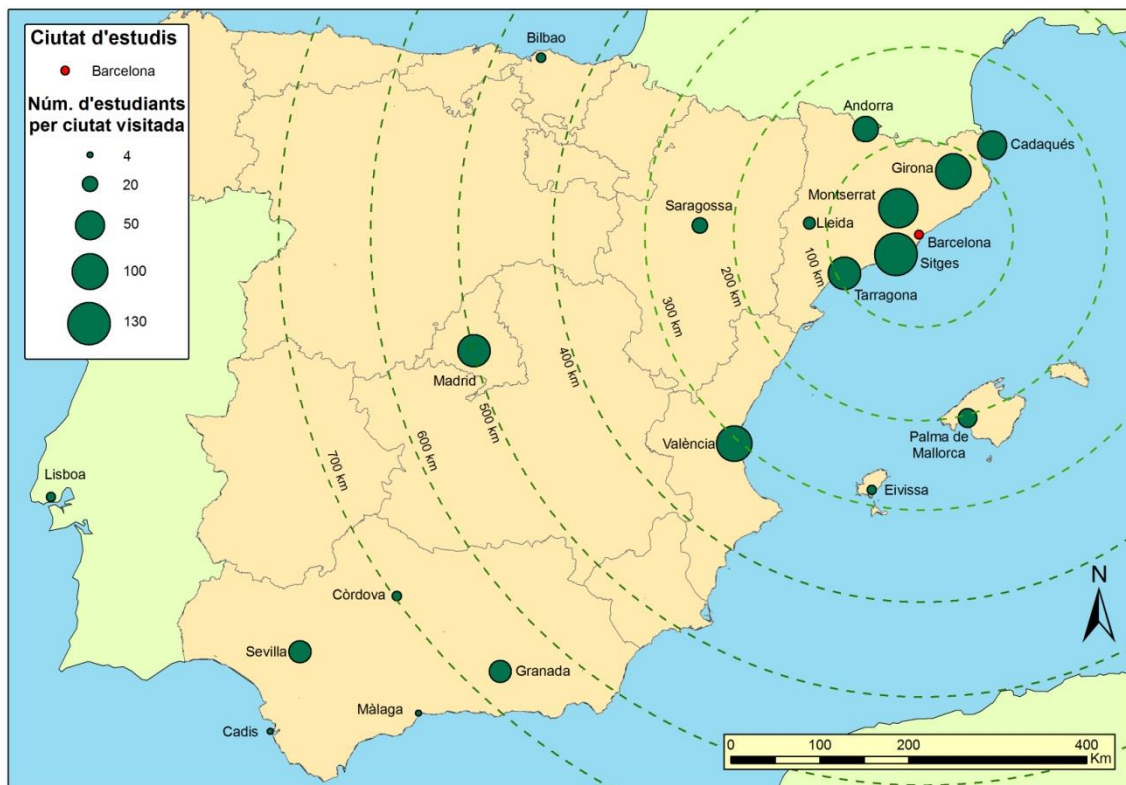 Ciutat d'estudis
Barcelona
Núm. d'estudiants
per ciutat visitada
4
20
50
100
130
Bilbao
Andorra
Cadaqués
Girona
Montserrat
Saragossa
Lleida
Barcelona
Sitges
Tarragona
100 km
200 km
300 km
400 km
500 km
600 km
700 km
Madrid
València
Palma de
Mallorca
Eivissa
Lisboa
Còrdova
Sevilla
Granada
Màlaga
Cadis
N
0 50 100 200 400
Km